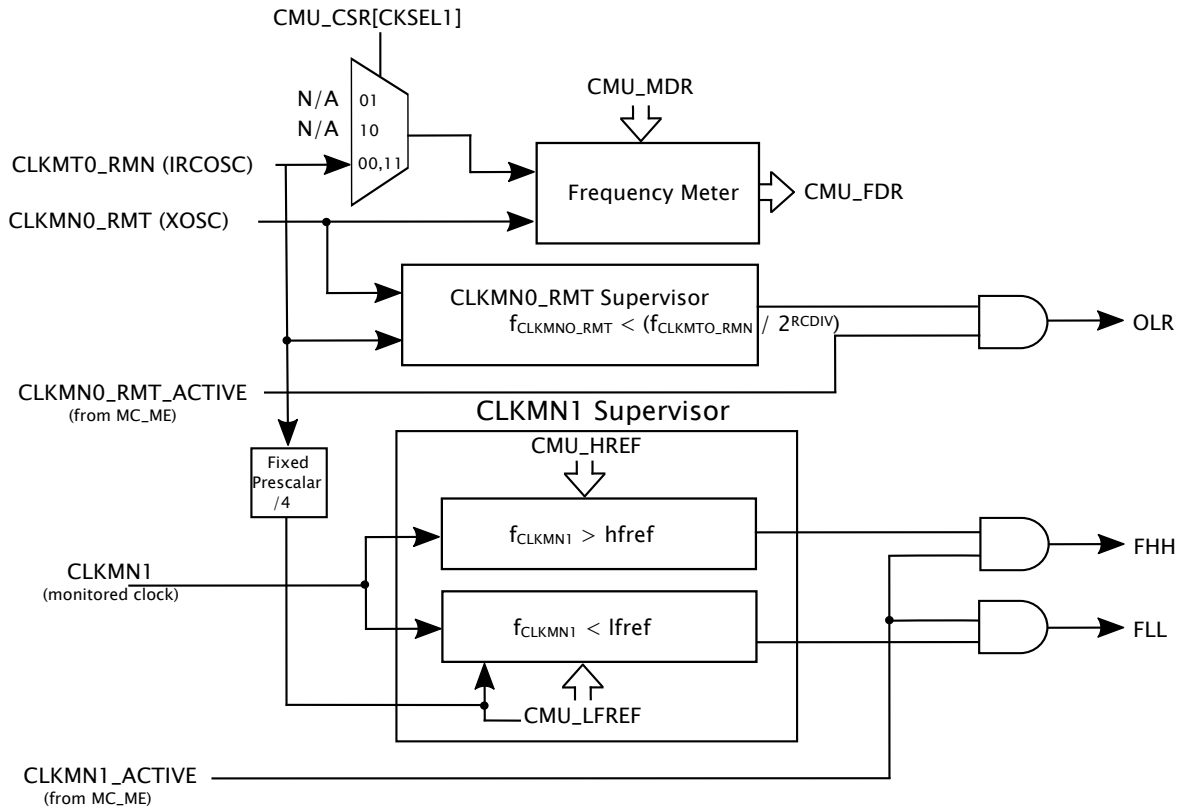 CMU_CSR[CKSEL1]
N/A
01
CMU_MDR
N/A
10
CLKMT0_RMN (IRCOSC)
00,11
Frequency Meter
CMU_FDR
CLKMN0_RMT (XOSC)
CLKMN0_RMT Supervisor
fCLKMNO_RMT < (fCLKMTO_RMN / 2RCDIV)
OLR
CLKMN0_RMT_ACTIVE
(from MC_ME)
CLKMN1 Supervisor
CMU_HREF
Fixed
Prescalar
/4
fCLKMN1 > hfref
FHH
CLKMN1
(monitored clock)
fCLKMN1 < lfref
FLL
CMU_LFREF
CLKMN1_ACTIVE
(from MC_ME)